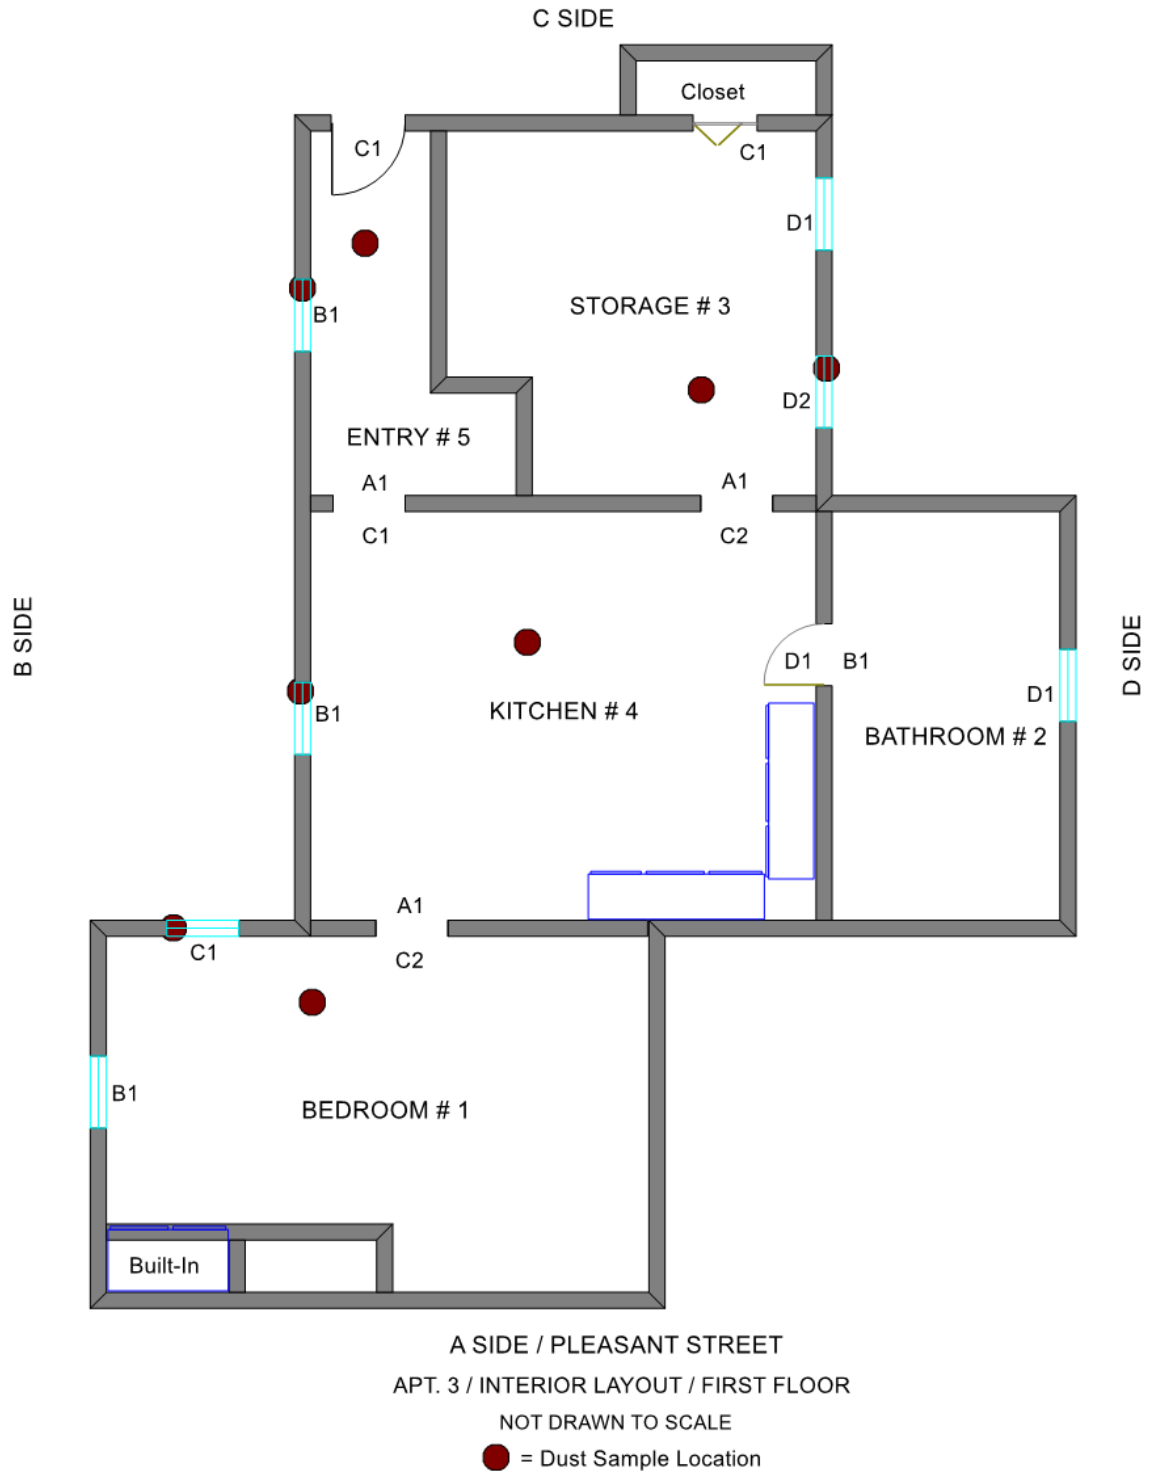 C SIDE
Closet
C1
C1
D1
STORAGE # 3
B1
D2
ENTRY # 5
A1
A1
C1
C2
B SIDE
D SIDE
D1
B1
D1
KITCHEN # 4
B1
BATHROOM # 2
A1
C1
C2
B1
BEDROOM # 1
Built-In
A SIDE / PLEASANT STREET
APT. 3 / INTERIOR LAYOUT / FIRST FLOOR
NOT DRAWN TO SCALE
= Dust Sample Location